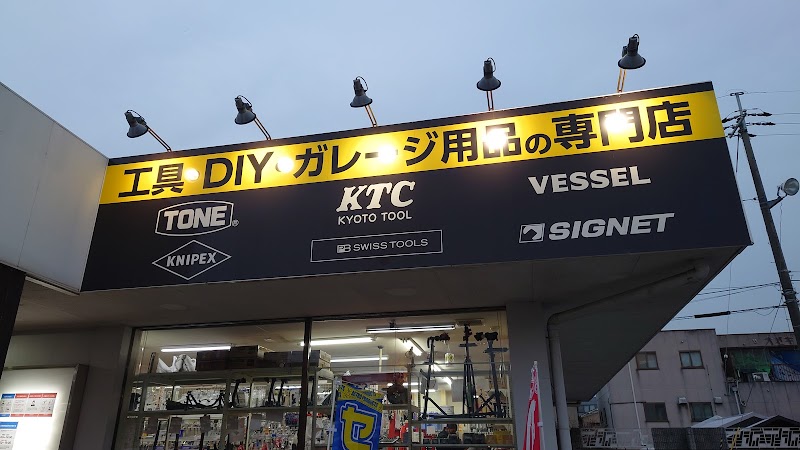 工具・DIY・ガレージ用品の専門店
TONE®
KTC
KYOTO TOOL
VESSEL
KNIPEX
PB SWISS TOOLS
SIGNET
セ